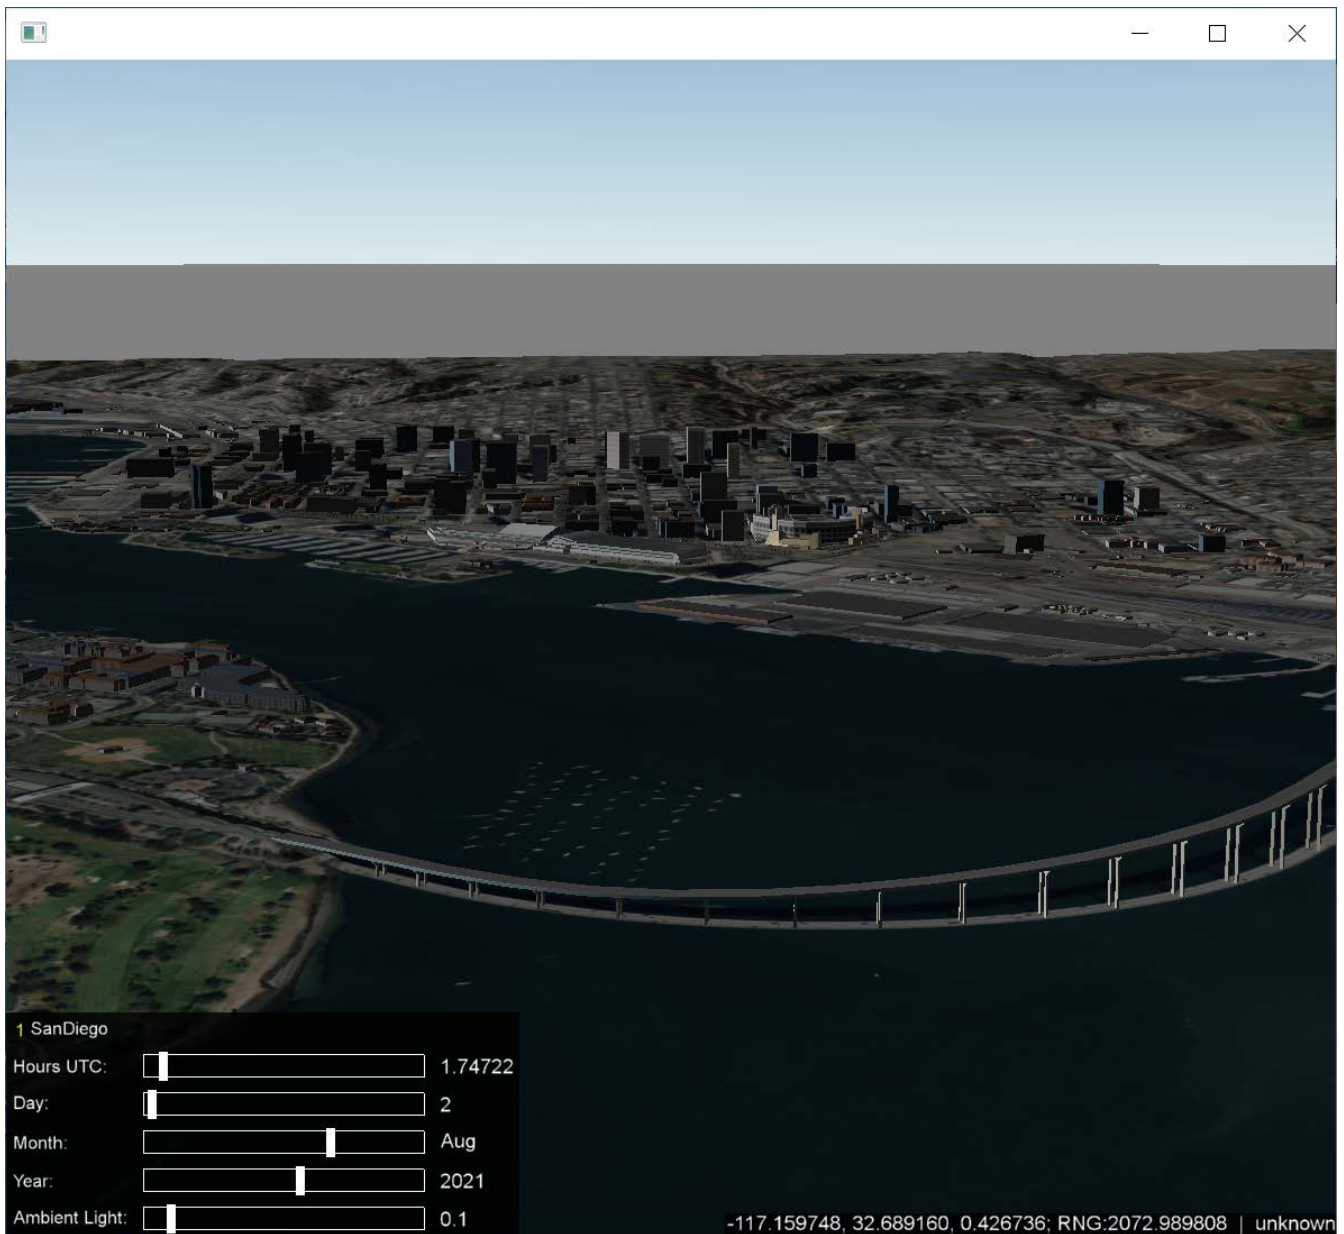 1 SanDiego
Hours UTC: 1.74722
Day: 2
Month: Aug
Year: 2021
Ambient Light: 0.1
-117.159748, 32.689160, 0.426736; RNG:2072.989808 | unknown